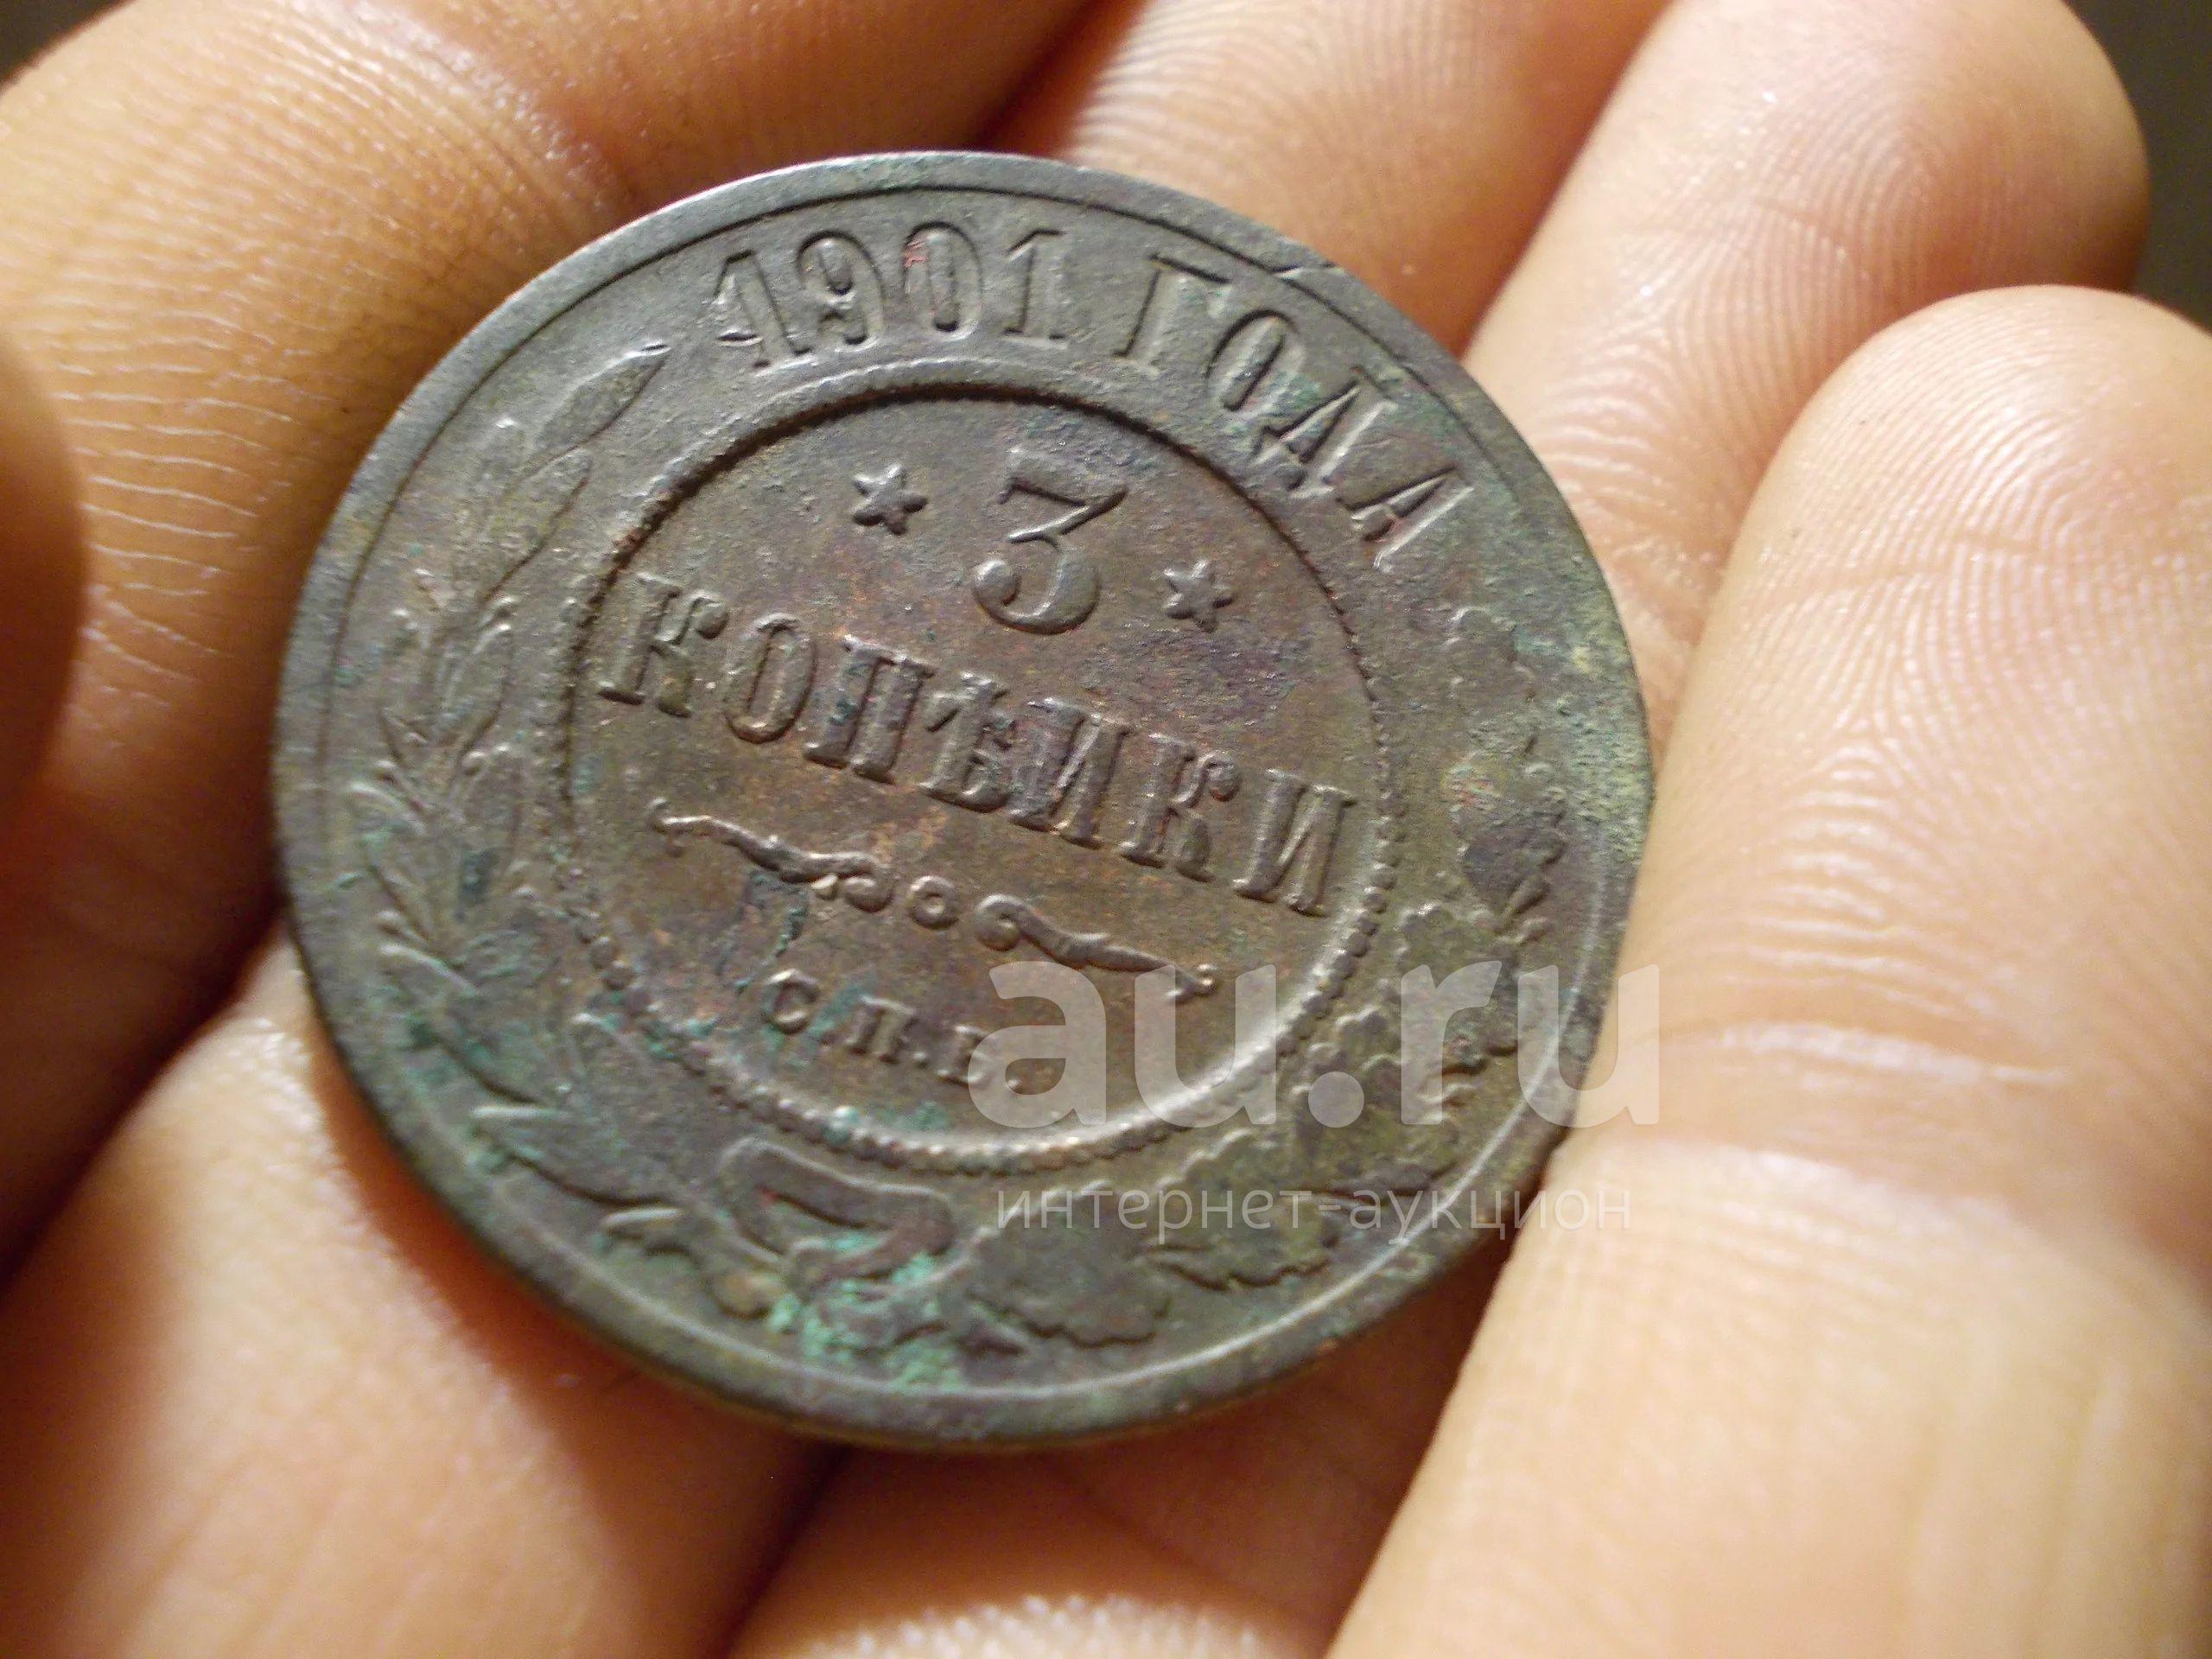 1901 ГОДА
3
КОПѢЙКИ
С.П.Б.
au.ru
интернет-аукцион